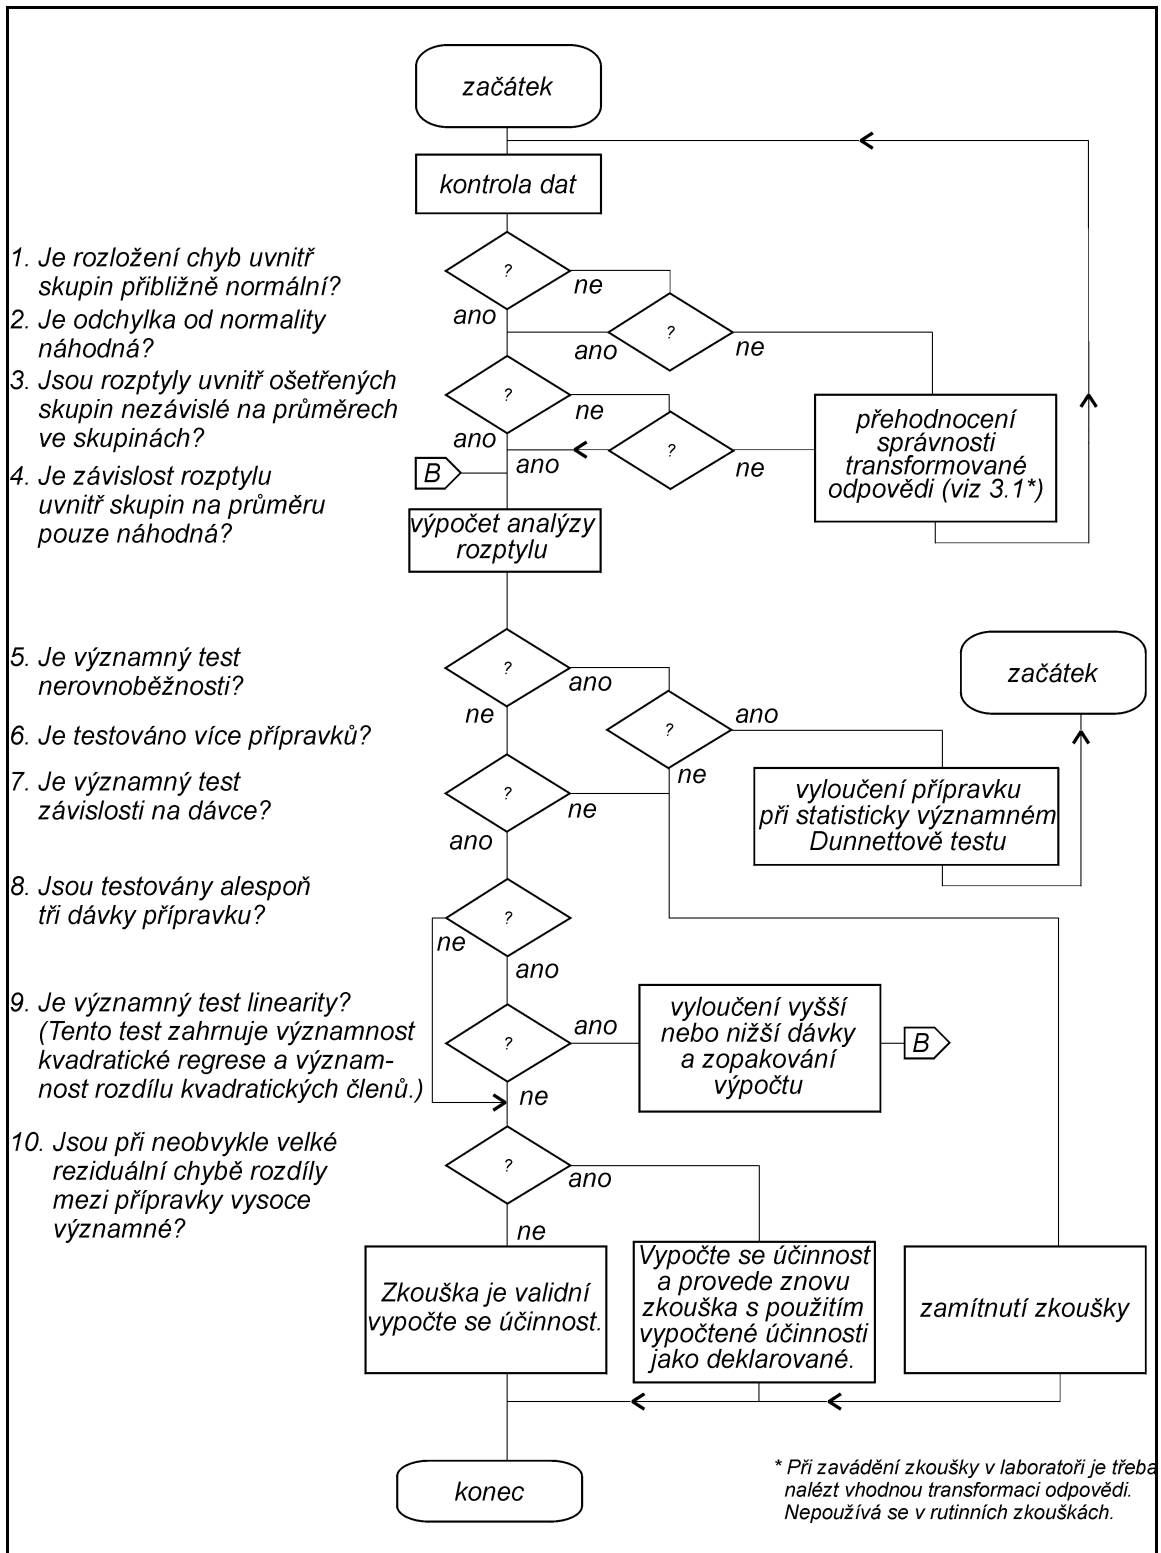 začátek
kontrola dat
1. Je rozložení chyb uvnitř
skupin přibližně normální?
?
ne
ano
2. Je odchylka od normality
náhodná?
?
ano
ne
3. Jsou rozptyly uvnitř ošetřených
skupin nezávislé na průměrech
ve skupinách?
?
ne
ano
přehodnocení
správnosti
transformované
odpovědi (viz 3.1*)
4. Je závislost rozptylu
uvnitř skupin na průměru
pouze náhodná?
?
ano
ne
B
výpočet analýzy
rozptylu
5. Je významný test
nerovnoběžnosti?
?
ano
ne
začátek
6. Je testováno více přípravků?
?
ano
ne
7. Je významný test
závislosti na dávce?
?
ne
ano
vyloučení přípravku
při statisticky významném
Dunnettově testu
8. Jsou testovány alespoň
tři dávky přípravku?
?
ne
ano
9. Je významný test linearity?
(Tento test zahrnuje významnost
kvadratické regrese a význam-
nost rozdílu kvadratických členů.)
?
ano
ne
vyloučení vyšší
nebo nižší dávky
a zopakování
výpočtu
B
10. Jsou při neobvykle velké
reziduální chybě rozdíly
mezi přípravky vysoce
významné?
?
ano
ne
Zkouška je validní
vypočte se účinnost.
Vypočte se účinnost
a provede znovu
zkouška s použitím
vypočtené účinnosti
jako deklarované.
zamítnutí zkoušky
konec
* Při zavádění zkoušky v laboratoři je třeba
nalézt vhodnou transformaci odpovědi.
Nepoužívá se v rutinních zkouškách.